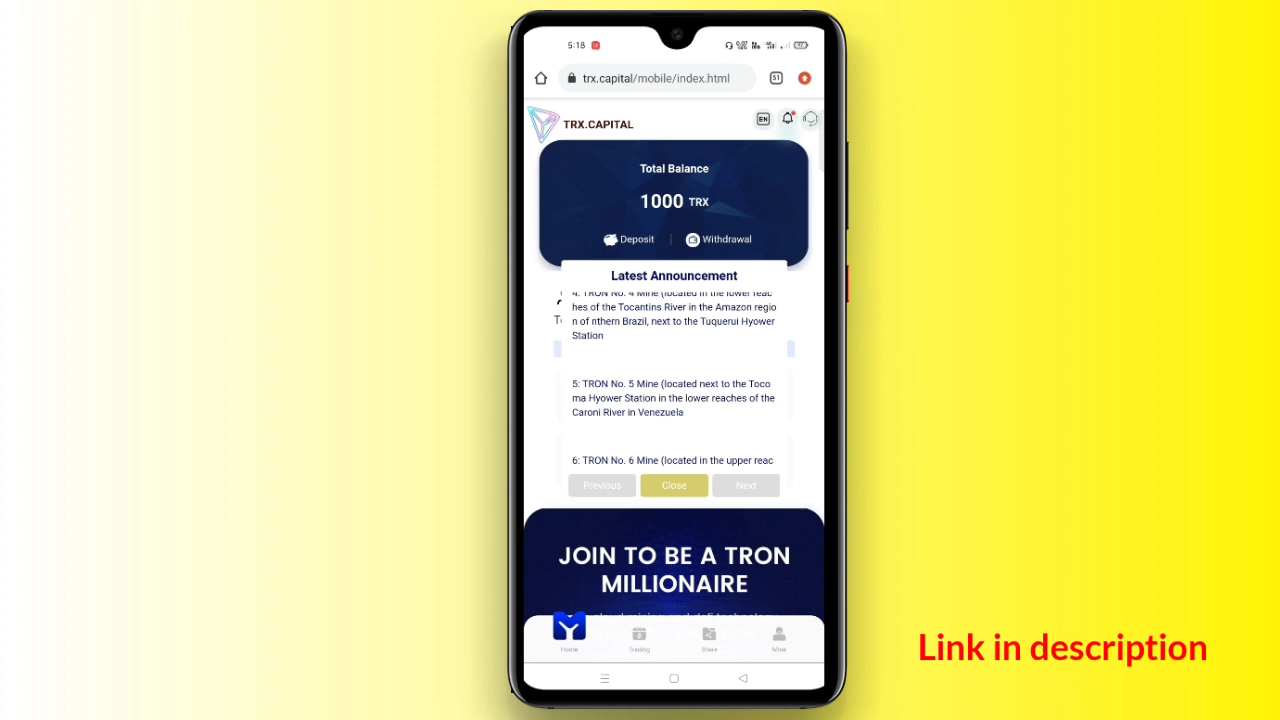 5:18
51
trx.capital/mobile/index.html
TRX.CAPITAL
EN
Total Balance
1000 TRX
Deposit
Withdrawal
Latest Announcement
4: TRON No. 4 Mine (located in the lower reac
hes of the Tocantins River in the Amazon regio
n of nthern Brazil, next to the Tuquerui Hyower
Station
5: TRON No. 5 Mine (located next to the Toco
ma Hyower Station in the lower reaches of the
Caroni River in Venezuela
6: TRON No. 6 Mine (located in the upper reac
Previous
Close
Next
JOIN TO BE A TRON
MILLIONAIRE
cloud mining and defi technology
Home
Trading
Share
Mine
Link in description